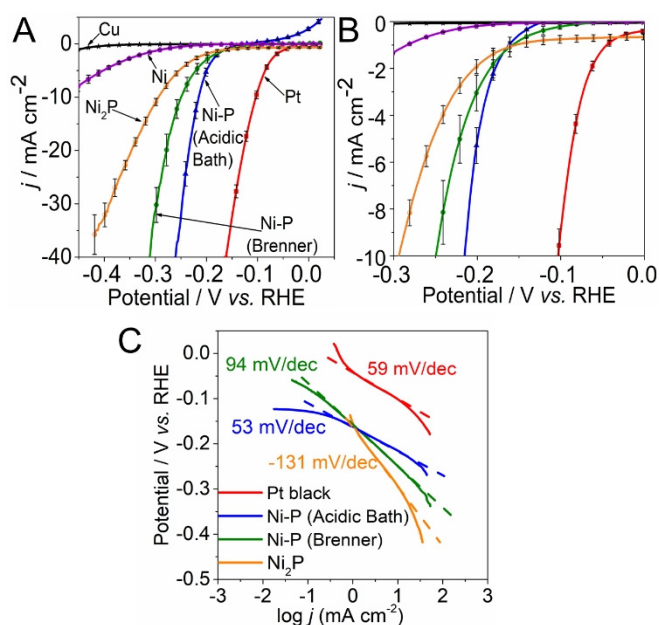 A
Cu
Ni
Ni2P
Ni-P
(Acidic
Bath)
Pt
Ni-P
(Brenner)
j / mA cm-2
0
-10
-20
-30
-40
-0.4 -0.3 -0.2 -0.1 0.0
Potential / V vs. RHE
B
j / mA cm-2
0
-2
-4
-6
-8
-10
-0.3 -0.2 -0.1 0.0
Potential / V vs. RHE
C
Potential / V vs. RHE
0.0
-0.1
-0.2
-0.3
-0.4
-0.5
94 mV/dec
59 mV/dec
53 mV/dec
-131 mV/dec
Pt black
Ni-P (Acidic Bath)
Ni-P (Brenner)
Ni2P
-3 -2 -1 0 1 2 3
log j (mA cm-2)